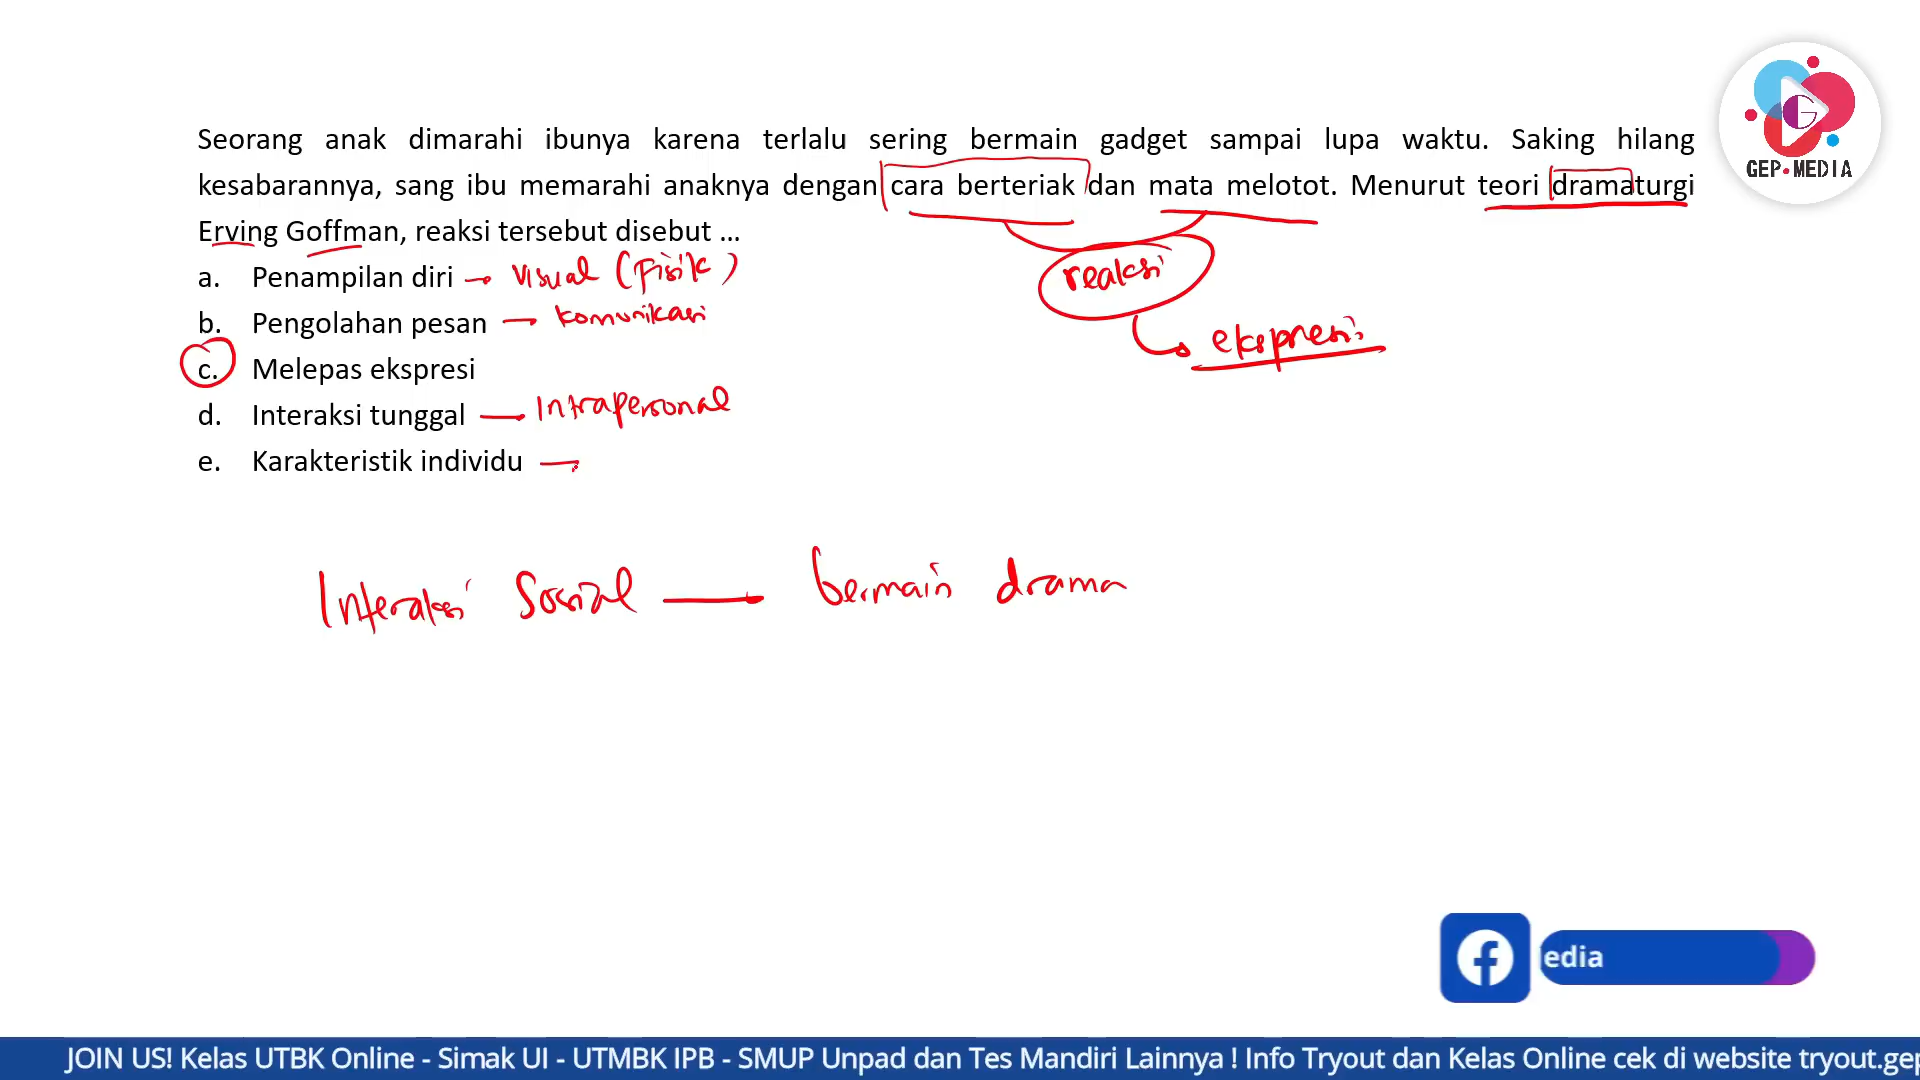 Seorang anak dimarahi ibunya karena terlalu sering bermain gadget sampai lupa waktu. Saking hilang
kesabarannya, sang ibu memarahi anaknya dengan cara berteriak dan mata melotot. Menurut teori dramaturgi
Erving Goffman, reaksi tersebut disebut ...
a. Penampilan diri → visual (Fisik)
b. Pengolahan pesan → komunikasi
c. Melepas ekspresi
d. Interaksi tunggal → Intrapersonal
e. Karakteristik individu →
reaksi
ekspresi
Interaksi Sosial → bermain drama
G
GEP•MEDIA
edia
JOIN US! Kelas UTBK Online - Simak UI - UTMBK IPB - SMUP Unpad dan Tes Mandiri Lainnya ! Info Tryout dan Kelas Online cek di website tryout.gep